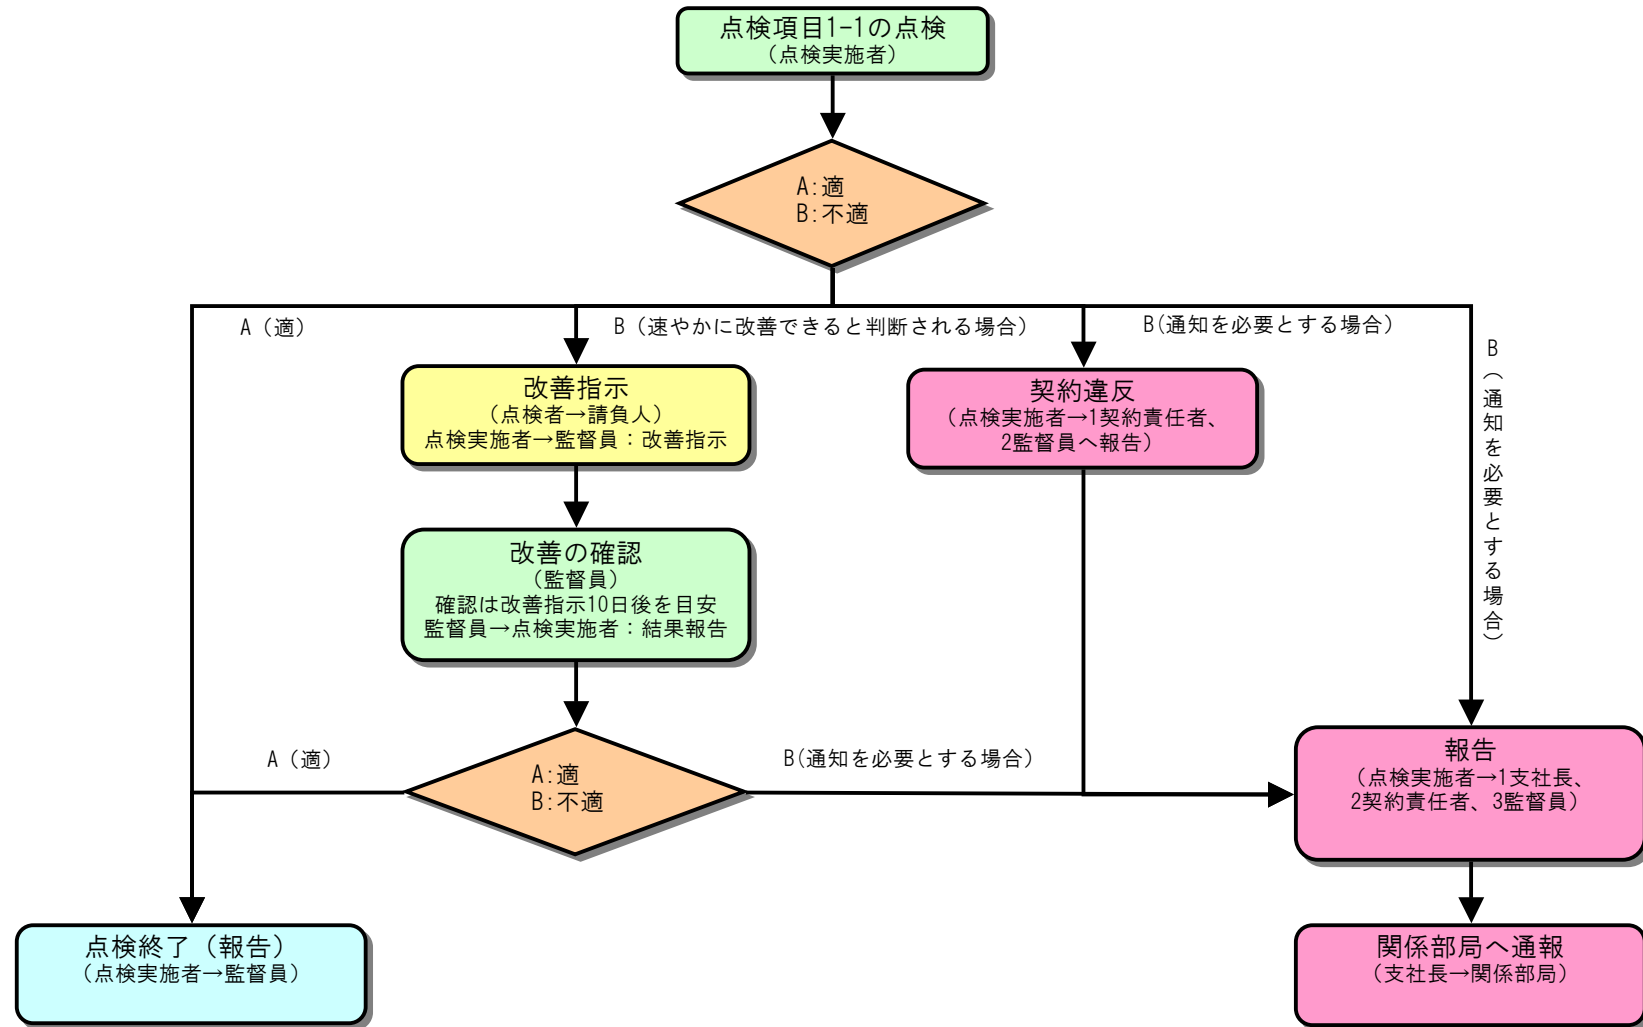 点検項目1-1の点検
（点検実施者）
A:適
B:不適
A（適）
B（速やかに改善できると判断される場合）
B(通知を必要とする場合）
B（通知を必要とする場合）
改善指示
（点検者→請負人）
点検実施者→監督員：改善指示
契約違反
（点検実施者→1契約責任者、
2監督員へ報告）
改善の確認
（監督員）
確認は改善指示10日後を目安
監督員→点検実施者：結果報告
A（適）
A:適
B:不適
B(通知を必要とする場合）
報告
（点検実施者→1支社長、
2契約責任者、3監督員）
点検終了（報告）
（点検実施者→監督員）
関係部局へ通報
（支社長→関係部局）